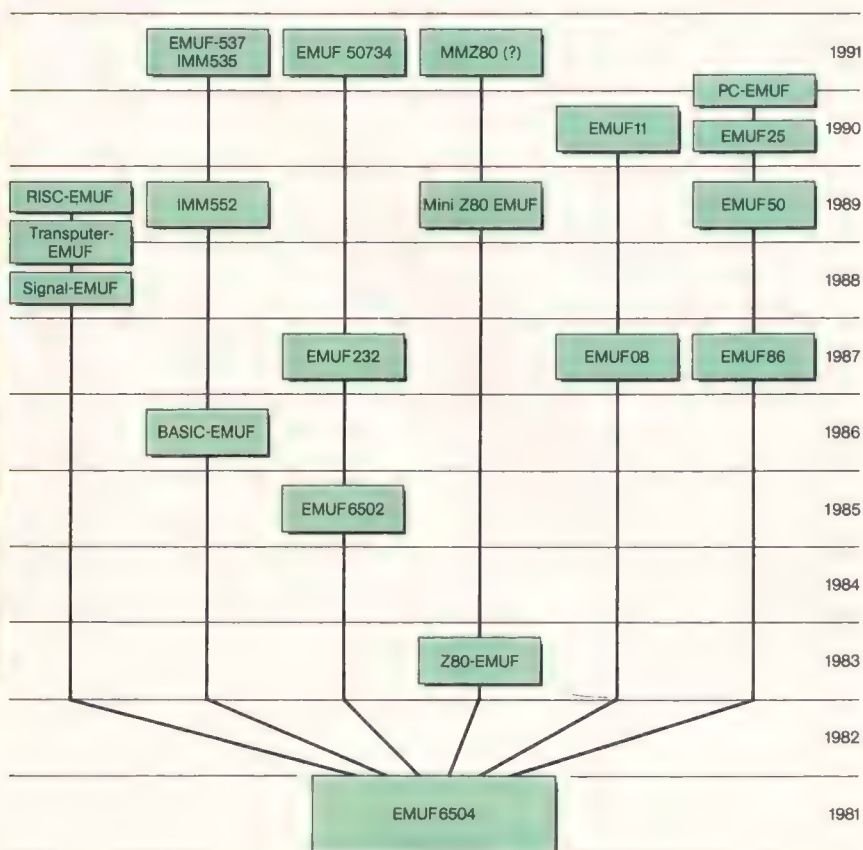 EMUF-537
IMM535
EMUF 50734
MMZ80 (?)
1991
PC-EMUF
EMUF11
EMUF25
1990
RISC-EMUF
IMM552
Mini Z80 EMUF
EMUF50
1989
Transputer-
EMUF
Signal-EMUF
1988
EMUF232
EMUF08
EMUF86
1987
BASIC-EMUF
1986
EMUF6502
1985
1984
Z80-EMUF
1983
1982
EMUF6504
1981